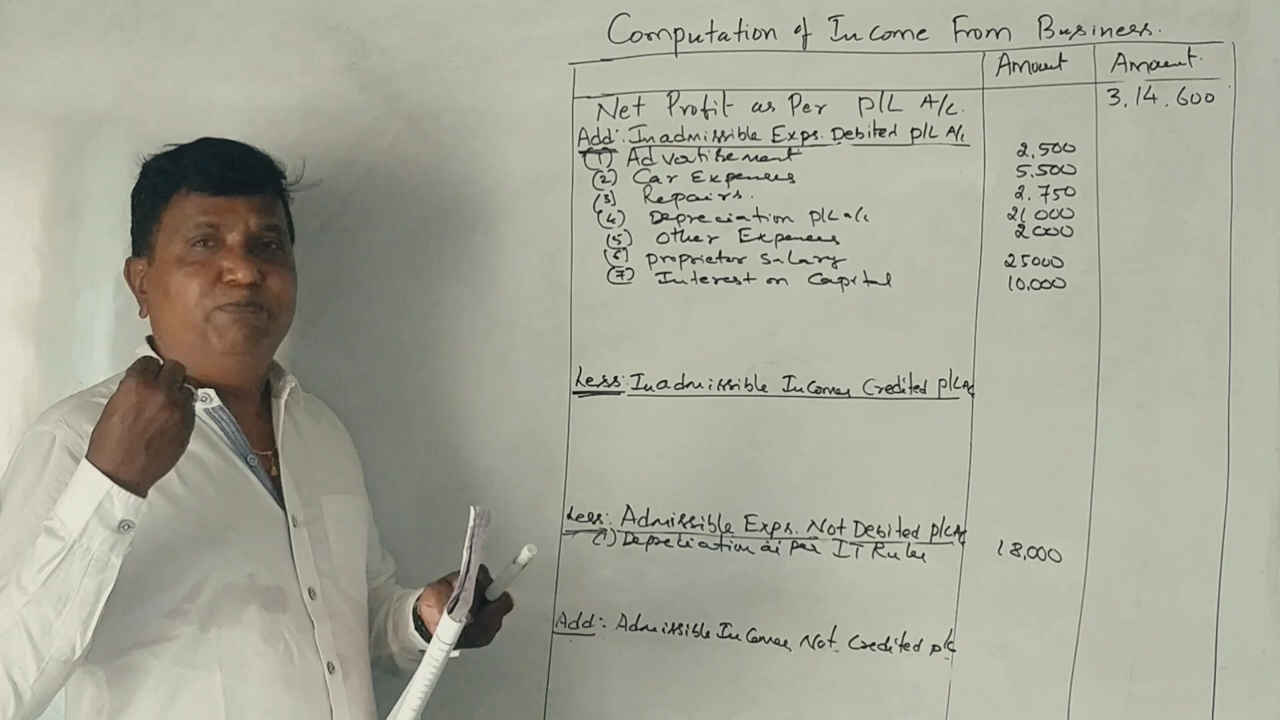 Computation of Income From Business.
Amount Amount.
Net Profit as Per P/L A/c. 3,14,600
Add: Inadmissible Exps. Debited P/L A/c
(1) Advertisement 2,500
(2) Car Expenses 5,500
(3) Repairs. 2,750
(4) Depreciation P/L a/c 21,000
(5) Other Expenses 2000
(6) Proprietor Salary 25000
(7) Interest on Capital 10,000
Less: Inadmissible Incomes Credited P/L A/c
Less: Admissible Exps. Not Debited P/L A/c
(1) Depreciation as per IT Rules 18,000
Add: Admissible Incomes Not Credited P/L